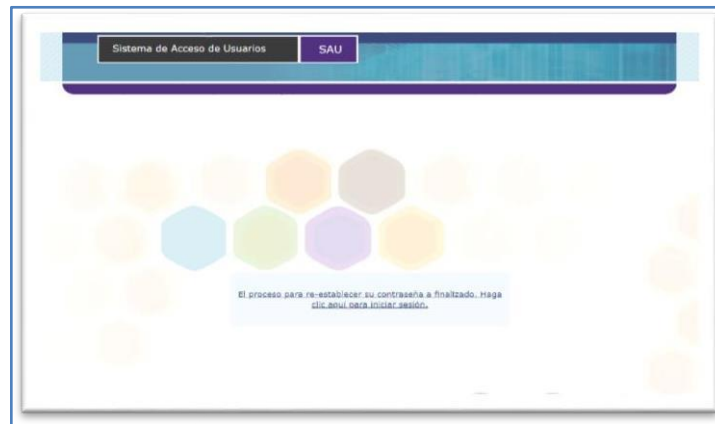 Sistema de Acceso de Usuarios SAU
El proceso para re-establecer su contraseña a finalizado. Haga
clic aquí para iniciar sesión.